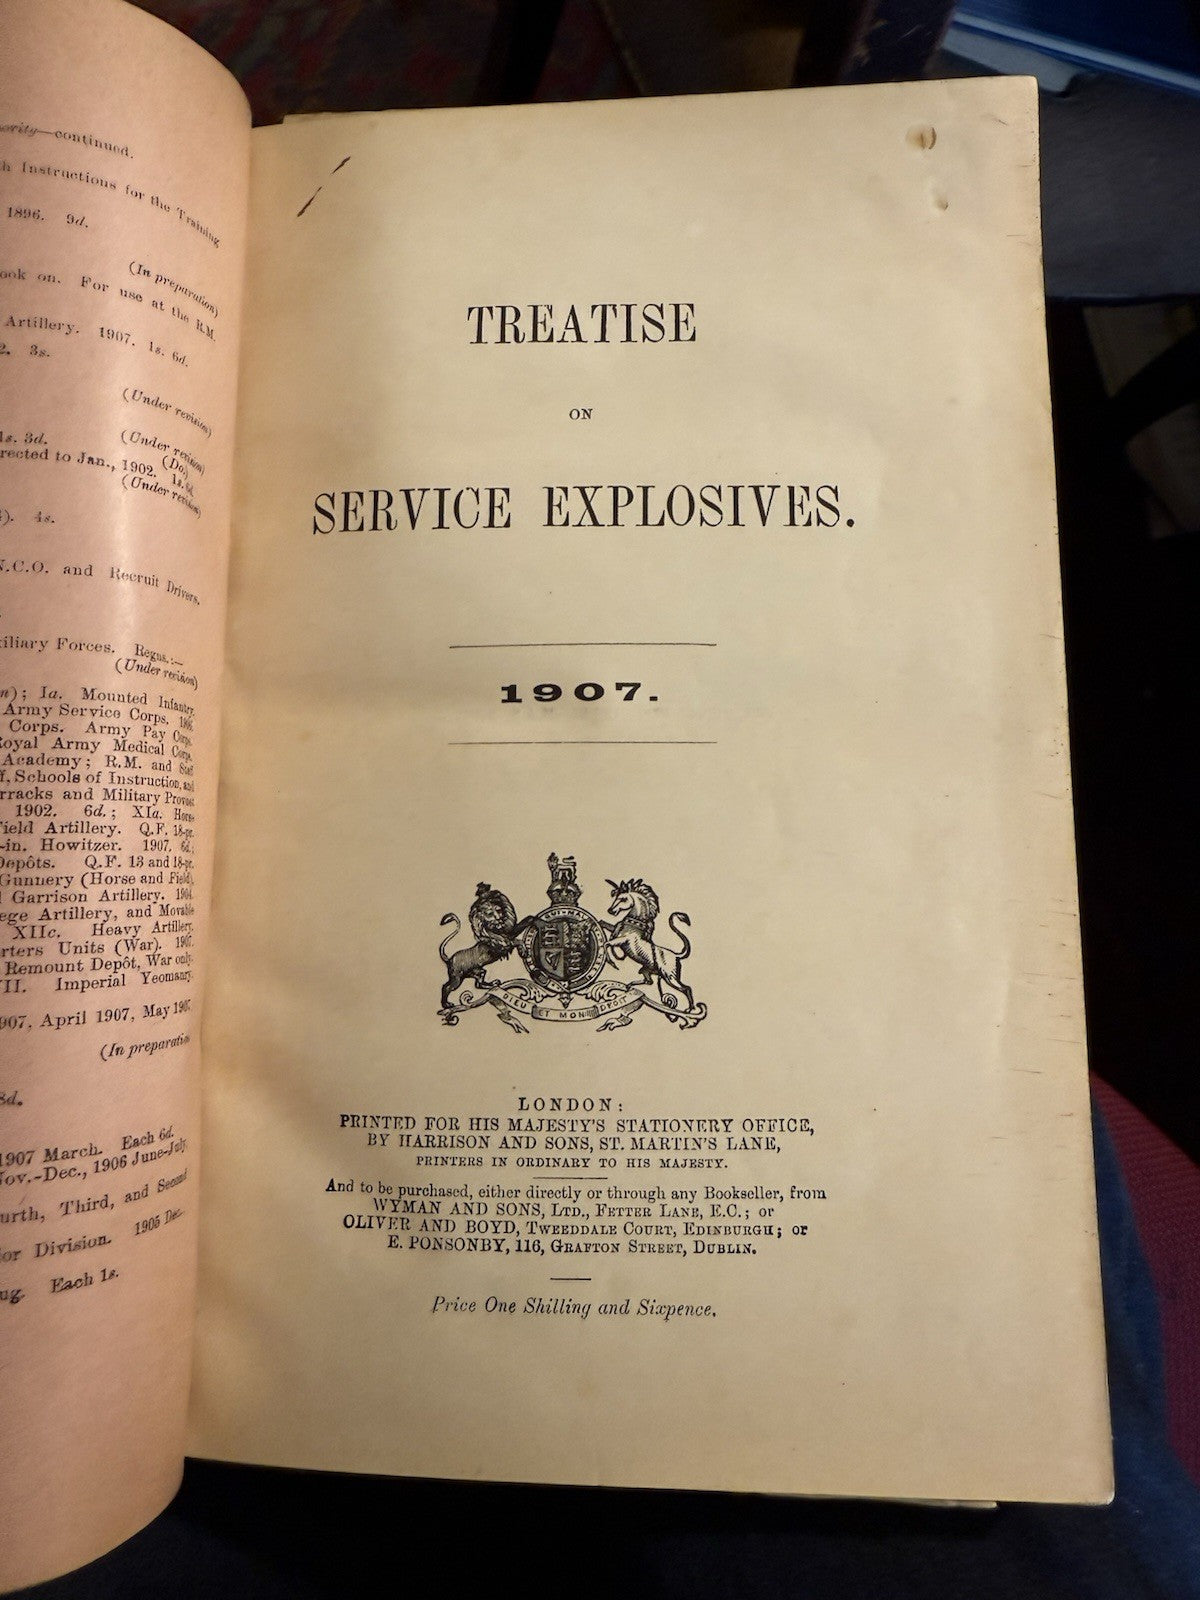 —continued.
Instructions for the Training
1896. 9d.
(In preparation)
ook on. For use at the R.M.
Artillery. 1907. 1s. 6d.
2. 3s.
(Under revision)
1s. 3d. (Under revision)
(Do.)
rected to Jan., 1902. 1s. 6d.
(Under revision)
4s.
N.C.O. and Recruit Drivers.
iliary Forces. Regns.:—
(Under revision)
Ia. Mounted Infantry
Army Service Corps.
Corps. Army Pay Corps.
Royal Army Medical Corps.
Academy; R.M. and Staff
Schools of Instruction, and
rracks and Military Provost
1902. 6d.; XIa. Horse
Field Artillery. Q.F. 18-pr.
-in. Howitzer. 1907. 6d.;
Depôts. Q.F. 13 and 18-pr.
Gunnery (Horse and Field),
Garrison Artillery. 1904.
ege Artillery, and Movable
XIIc. Heavy Artillery.
rters Units (War). 1907.
Remount Depôt, War only.
II. Imperial Yeomanry.
1907, April 1907, May 1907,
(In preparation
8d.
1907 March. Each 6d.
Nov.-Dec., 1906 June-July,
urth, Third, and Second
or Division. 1905 Dec.
ug. Each 1s.
TREATISE
ON
SERVICE EXPLOSIVES.
1907.
QUI MAL
DIEU ET MON DROIT
LONDON:
PRINTED FOR HIS MAJESTY'S STATIONERY OFFICE,
BY HARRISON AND SONS, ST. MARTIN'S LANE,
PRINTERS IN ORDINARY TO HIS MAJESTY.
And to be purchased, either directly or through any Bookseller, from
WYMAN AND SONS, LTD., FETTER LANE, E.C.; or
OLIVER AND BOYD, TWEEDDALE COURT, EDINBURGH; or
E. PONSONBY, 116, GRAFTON STREET, DUBLIN.
Price One Shilling and Sixpence.